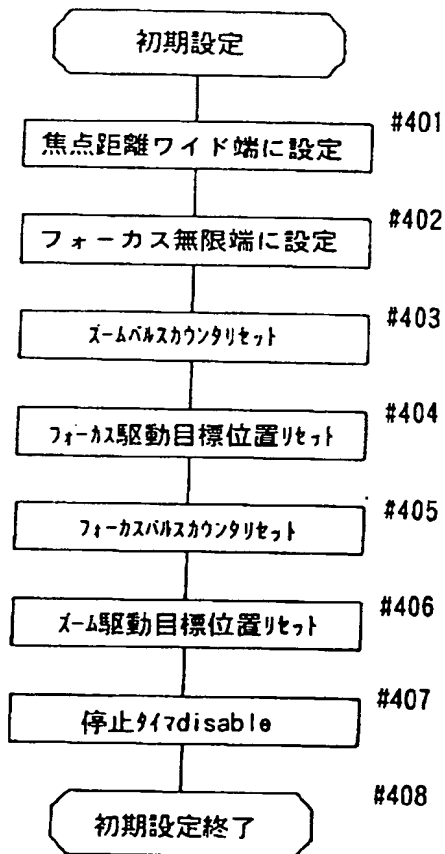 初期設定
#401
焦点距離ワイド端に設定
#402
フォーカス無限端に設定
#403
ズームパルスカウンタリセット
#404
フォーカス駆動目標位置リセット
#405
フォーカスパルスカウンタリセット
#406
ズーム駆動目標位置リセット
#407
停止タイマdisable
#408
初期設定終了